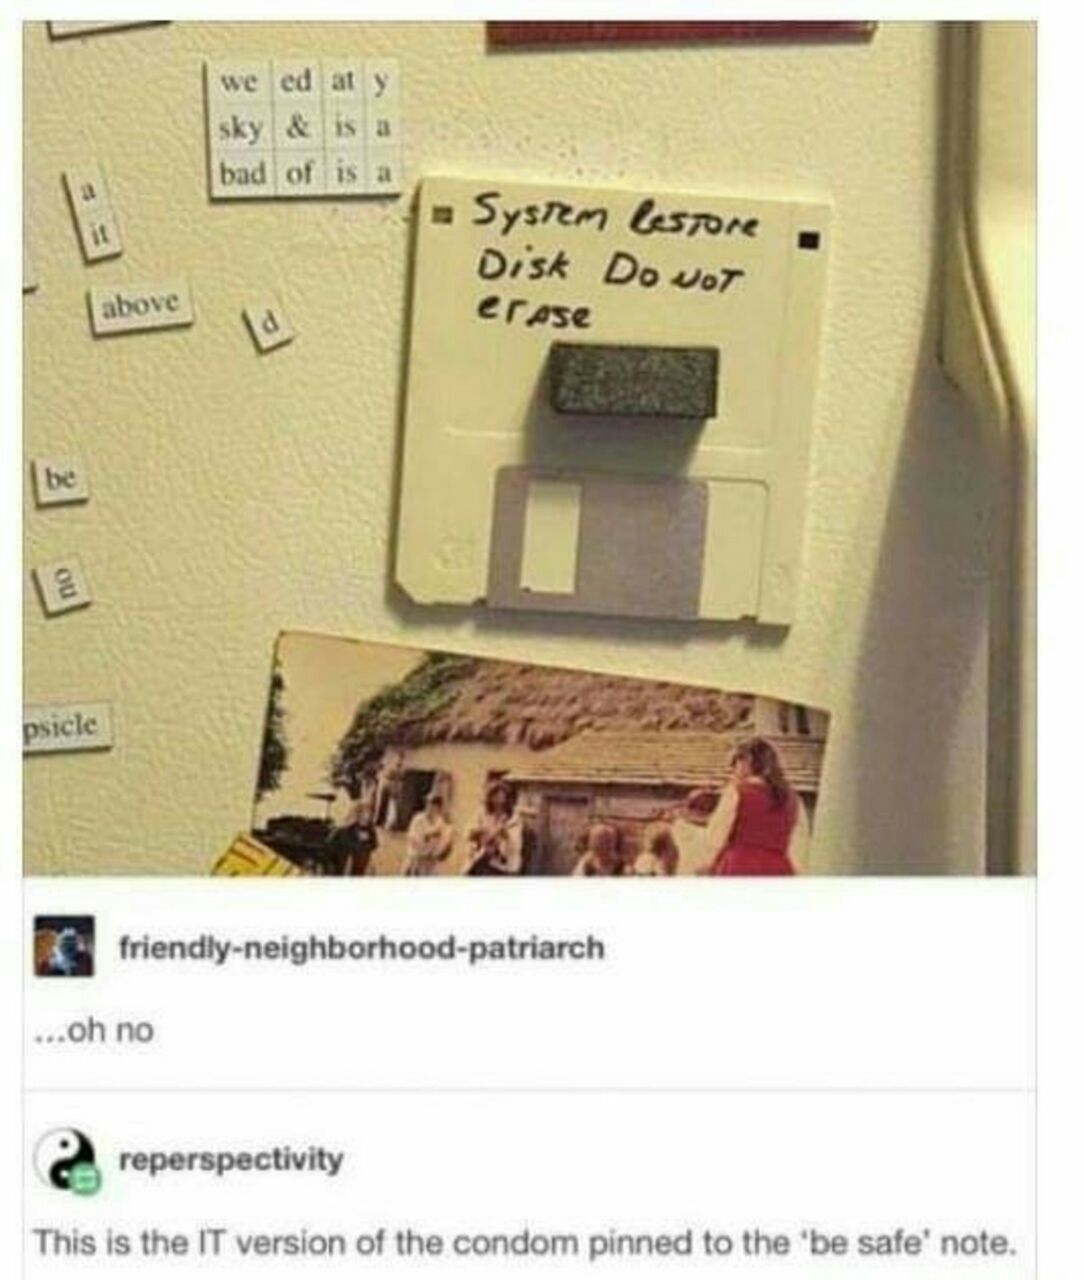 we ed at y
sky & is a
bad of is a
a
it
above
d
be
on
psicle
System Restore
Disk Do NOT
erase
friendly-neighborhood-patriarch
...oh no
reperspectivity
This is the IT version of the condom pinned to the 'be safe' note.